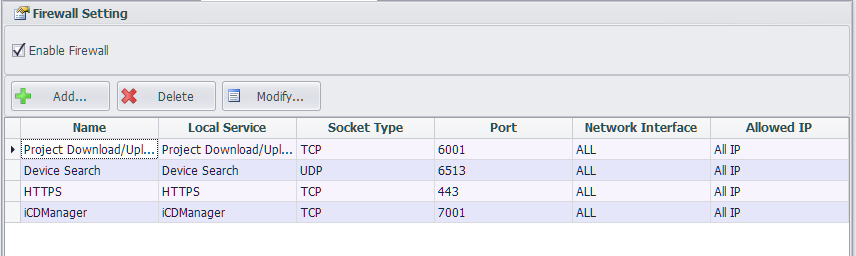 Firewall Setting
Enable Firewall
Add... Delete Modify...
Name Local Service Socket Type Port Network Interface Allowed IP
Project Download/Upl... Project Download/Upl... TCP 6001 ALL All IP
Device Search Device Search UDP 6513 ALL All IP
HTTPS HTTPS TCP 443 ALL All IP
iCDManager iCDManager TCP 7001 ALL All IP